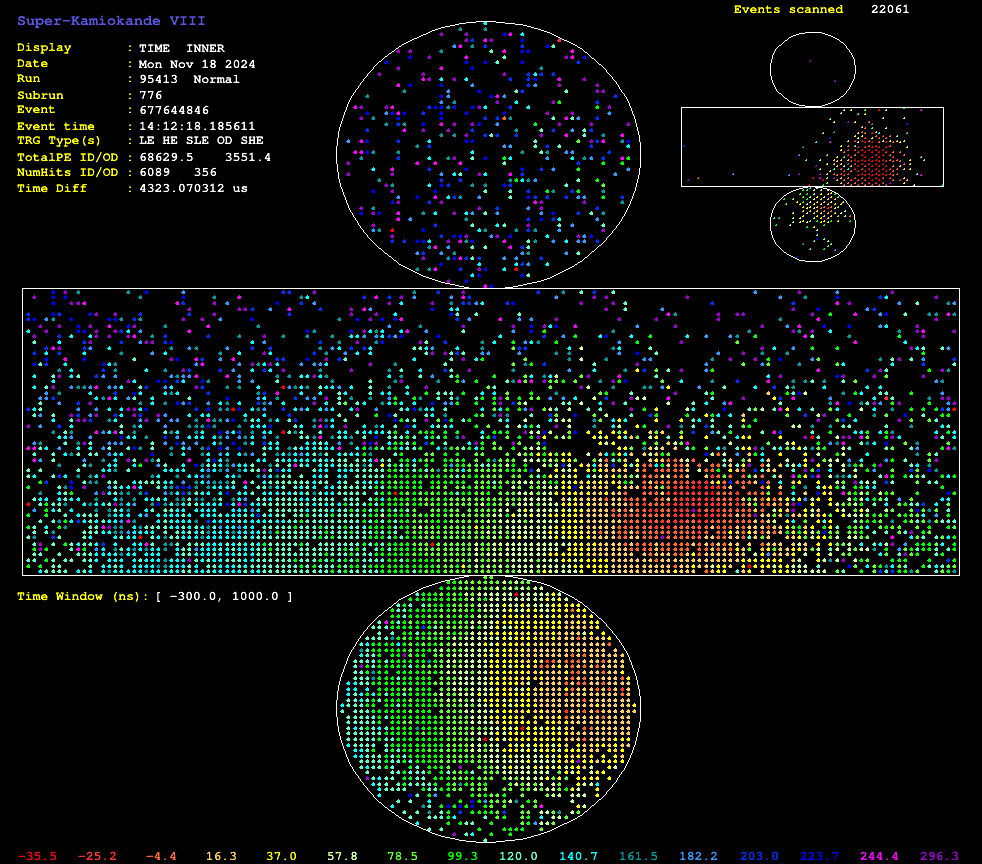 Super-Kamiokande VIII
Events scanned 22061
Display : TIME INNER
Date : Mon Nov 18 2024
Run : 95413 Normal
Subrun : 776
Event : 677644846
Event time : 14:12:18.185611
TRG Type(s) : LE HE SLE OD SHE
TotalPE ID/OD : 68629.5 3551.4
NumHits ID/OD : 6089 356
Time Diff : 4323.070312 us
Time Window (ns): [ −300.0, 1000.0 ]
−35.5 −25.2 −4.4 16.3 37.0 57.8 78.5 99.3 120.0 140.7 161.5 182.2 203.0 223.7 244.4 296.3